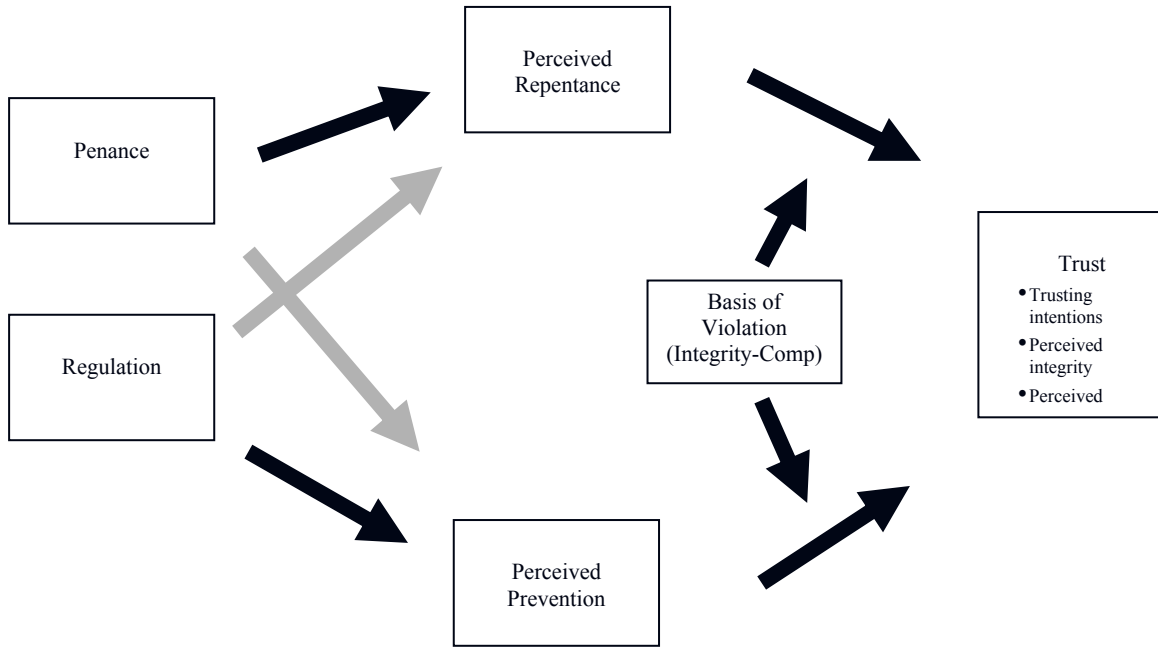 Perceived
Repentance
Penance
Regulation
Basis of
Violation
(Integrity-Comp)
Trust
• Trusting
intentions
• Perceived
integrity
• Perceived
Perceived
Prevention